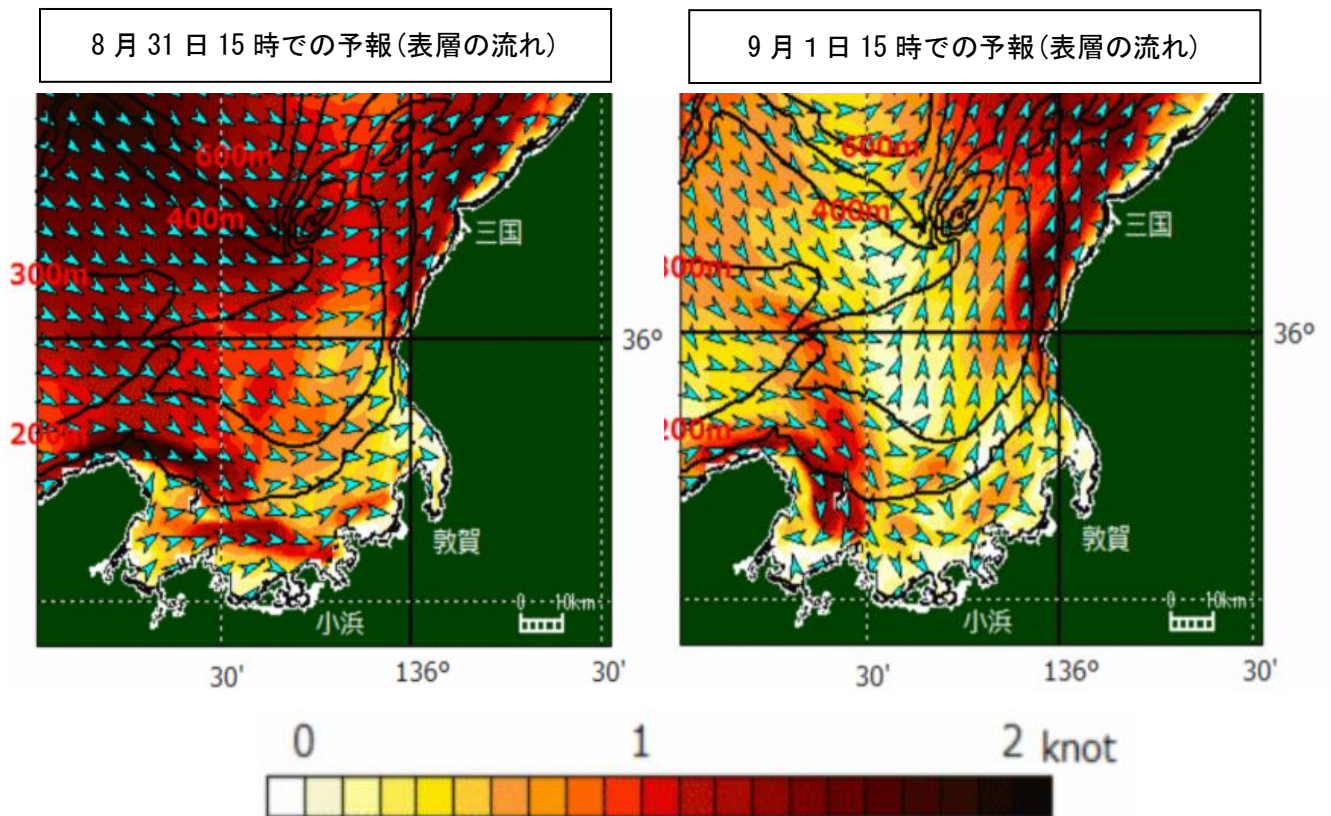 8月31日15時での予報(表層の流れ)
9月1日15時での予報(表層の流れ)
600m
400m
300m
200m
三国
36°
敦賀
小浜
0 10km
30'
136°
30'
600m
400m
300m
200m
三国
36°
敦賀
小浜
0 10km
30'
136°
30'
0 1 2 knot